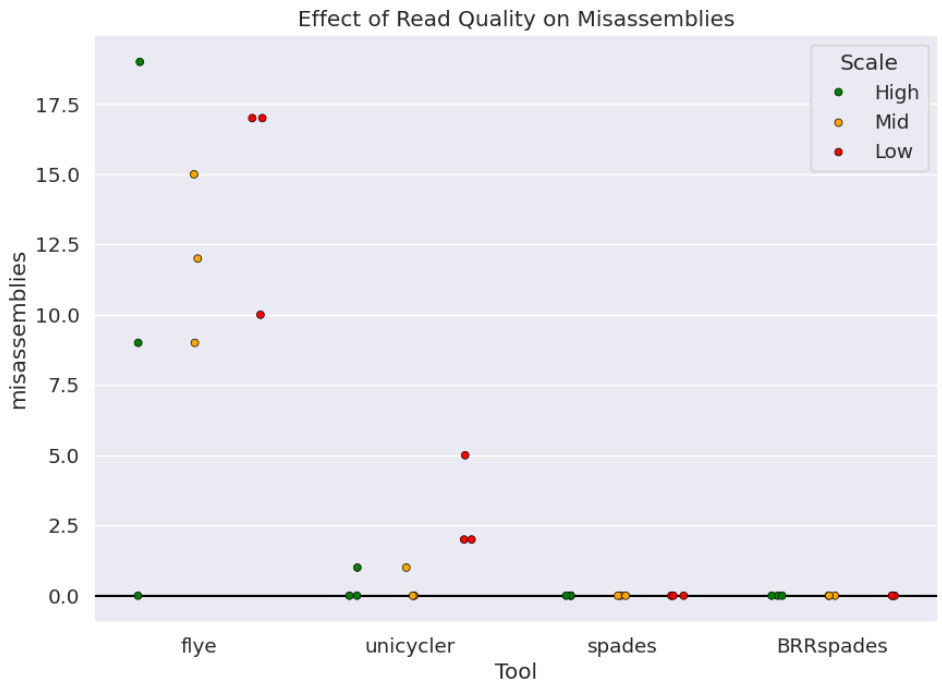 Effect of Read Quality on Misassemblies
Scale
High
Mid
Low
misassemblies
17.5
15.0
12.5
10.0
7.5
5.0
2.5
0.0
flye
unicycler
spades
BRRspades
Tool